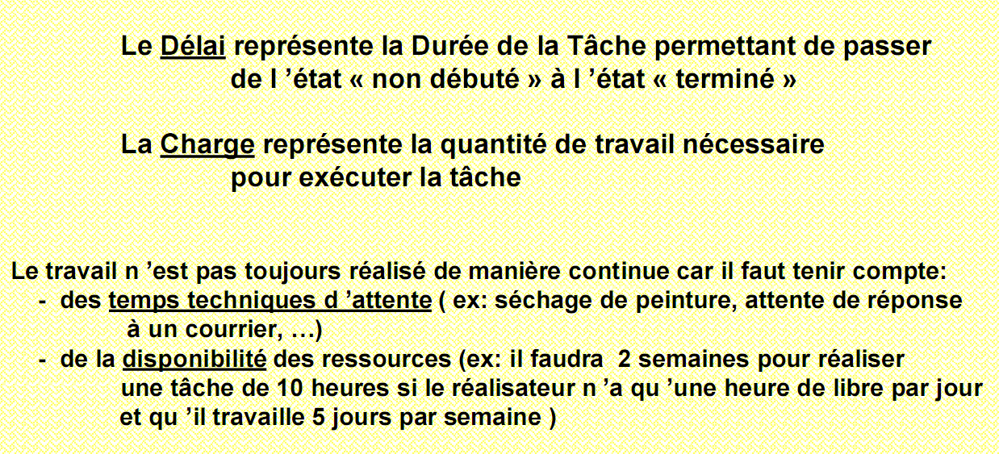 Le Délai représente la Durée de la Tâche permettant de passer
de l ’état « non débuté » à l ’état « terminé »
La Charge représente la quantité de travail nécessaire
pour exécuter la tâche
Le travail n ’est pas toujours réalisé de manière continue car il faut tenir compte:
- des temps techniques d ’attente ( ex: séchage de peinture, attente de réponse
à un courrier, …)
- de la disponibilité des ressources (ex: il faudra 2 semaines pour réaliser
une tâche de 10 heures si le réalisateur n ’a qu ’une heure de libre par jour
et qu ’il travaille 5 jours par semaine )